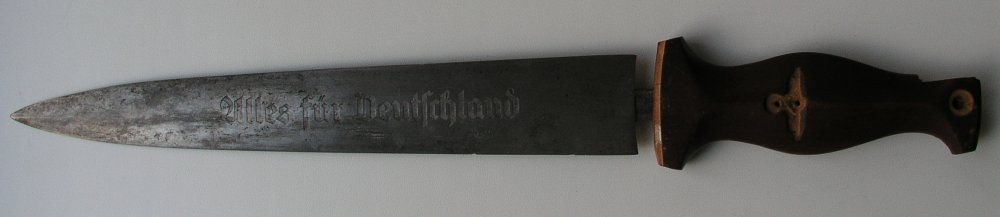 Alles für Deutschland